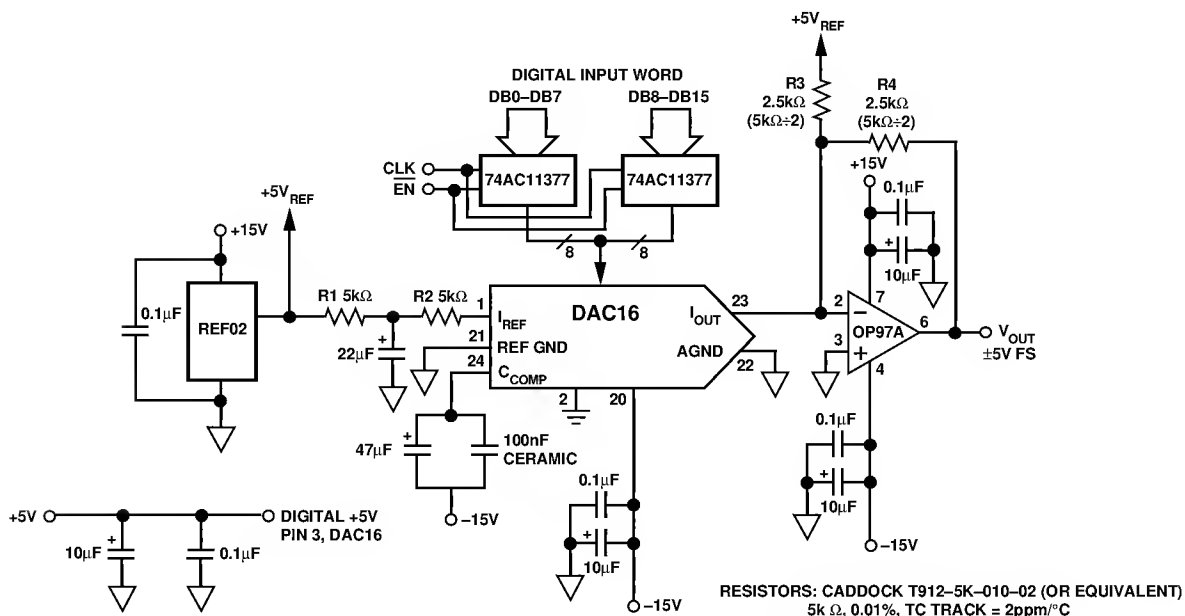 +5V REF
DIGITAL INPUT WORD
DB0–DB7
DB8–DB15
R3
2.5kΩ
(5kΩ÷2)
R4
2.5kΩ
(5kΩ÷2)
CLK
EN
74AC11377
74AC11377
+15V
0.1µF
+
10µF
+5V REF
+15V
8
8
0.1µF
REF02
R1 5kΩ
R2 5kΩ
1
I REF
DAC16
23
I OUT
2
–
7
OP97A
6
V OUT
±5V FS
3
+
4
+
22µF
21
REF GND
24
C COMP
AGND
22
2
20
47µF
+
100nF
CERAMIC
–15V
0.1µF
+
10µF
–15V
0.1µF
+
10µF
–15V
+5V
DIGITAL +5V
PIN 3, DAC16
10µF
+
0.1µF
RESISTORS: CADDOCK T912–5K–010–02 (OR EQUIVALENT)
5k Ω, 0.01%, TC TRACK = 2ppm/°C